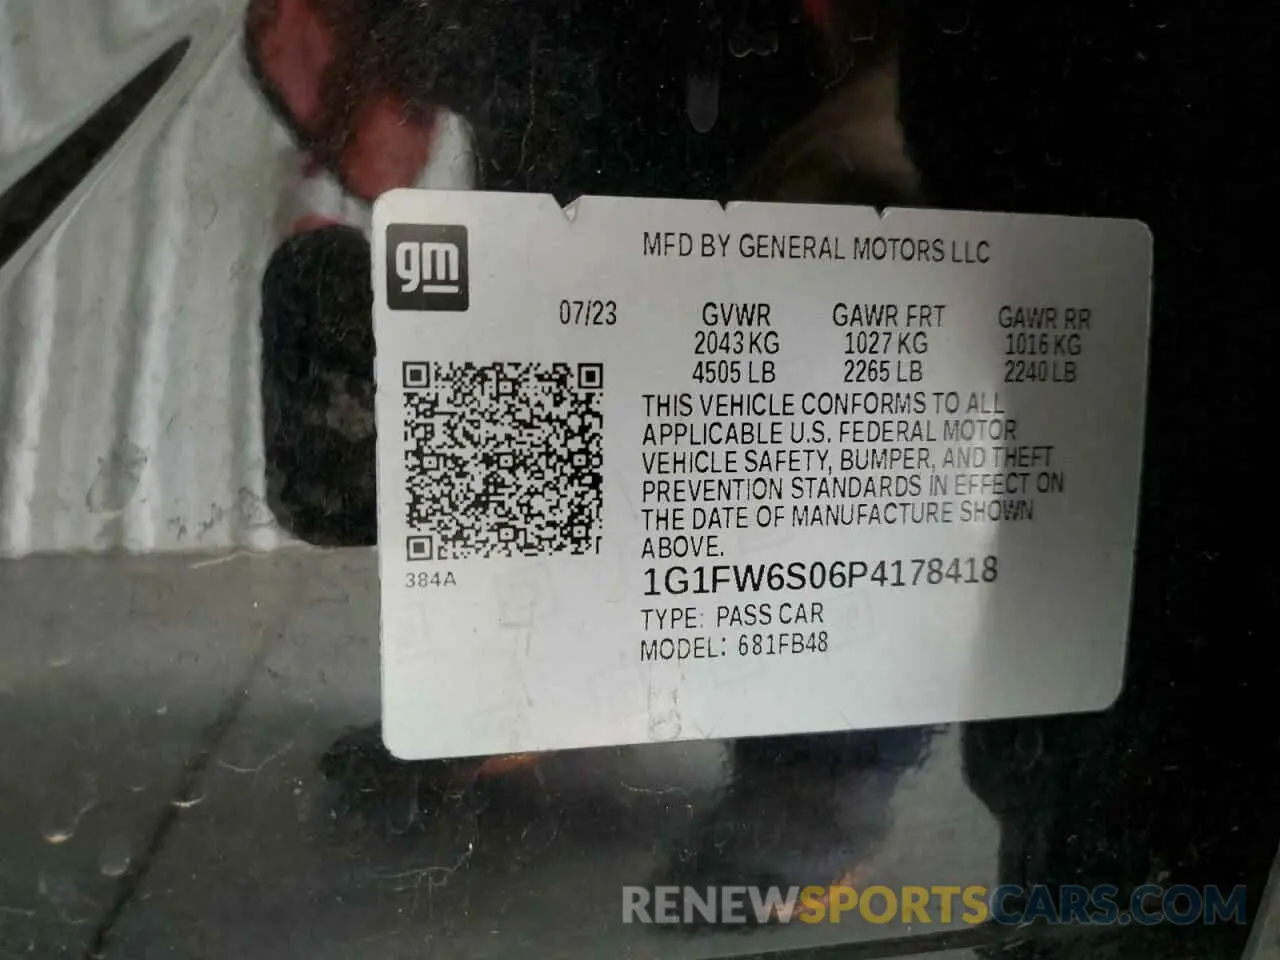 gm
MFD BY GENERAL MOTORS LLC
07/23 GVWR GAWR FRT GAWR RR
2043 KG 1027 KG 1016 KG
4505 LB 2265 LB 2240 LB
THIS VEHICLE CONFORMS TO ALL
APPLICABLE U.S. FEDERAL MOTOR
VEHICLE SAFETY, BUMPER, AND THEFT
PREVENTION STANDARDS IN EFFECT ON
THE DATE OF MANUFACTURE SHOWN
ABOVE.
384A
1G1FW6S06P4178418
TYPE: PASS CAR
MODEL: 681FB48
RENEWSPORTSCARS.COM